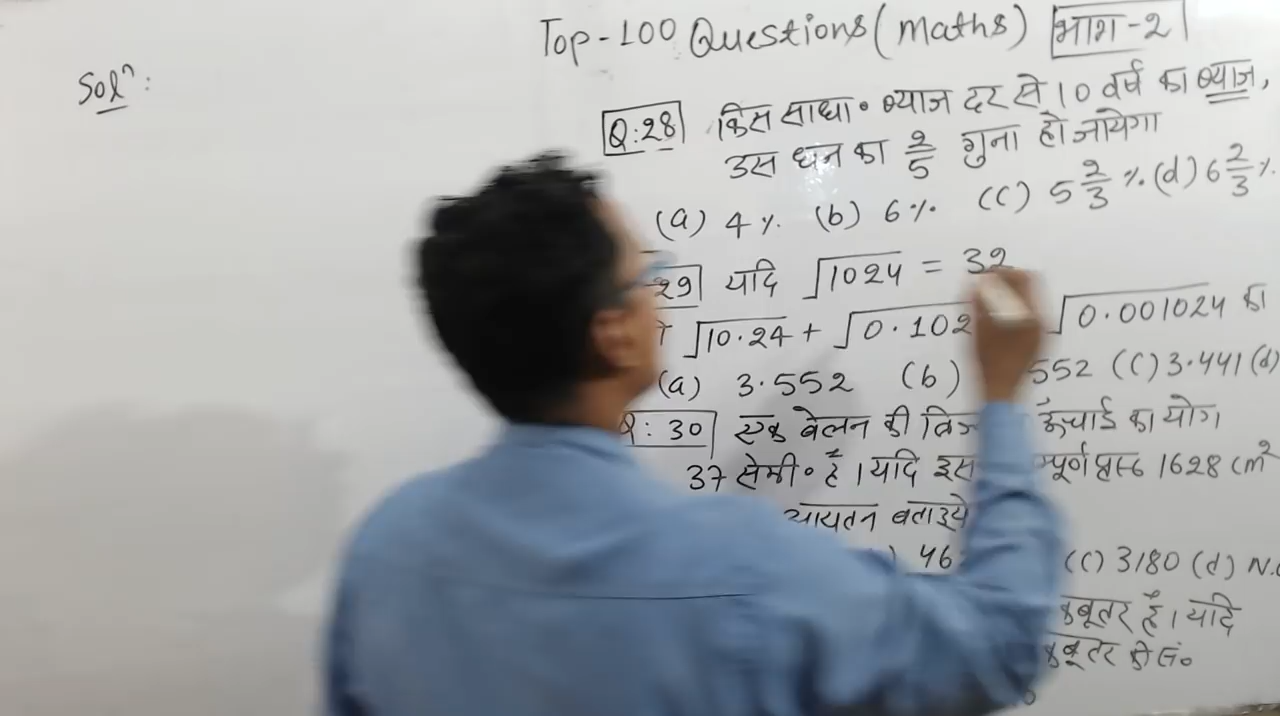 Top-100 Questions (Maths) भाग-2
Solⁿ:
Q:28 किस साधा॰ ब्याज दर से 10 वर्ष का ब्याज,
उस धन का 2/5 गुना हो जायेगा
(a) 4% (b) 6% (c) 5 2/3 % (d) 6 2/3 %
29 यदि √1024 = 32
√10.24 + √0.102 √0.001024 का
(a) 3.552 (b) 552 (c) 3.441 (d)
Q: 30 एक बेलन की ऊँचाई का योग
37 सेमी॰ है। यदि इस म्पूर्ण पृष्ठ 1628 cm²
आयतन बताइये
46 (c) 3180 (d) N.
कबूतर है। यदि
कबूतर की सं॰